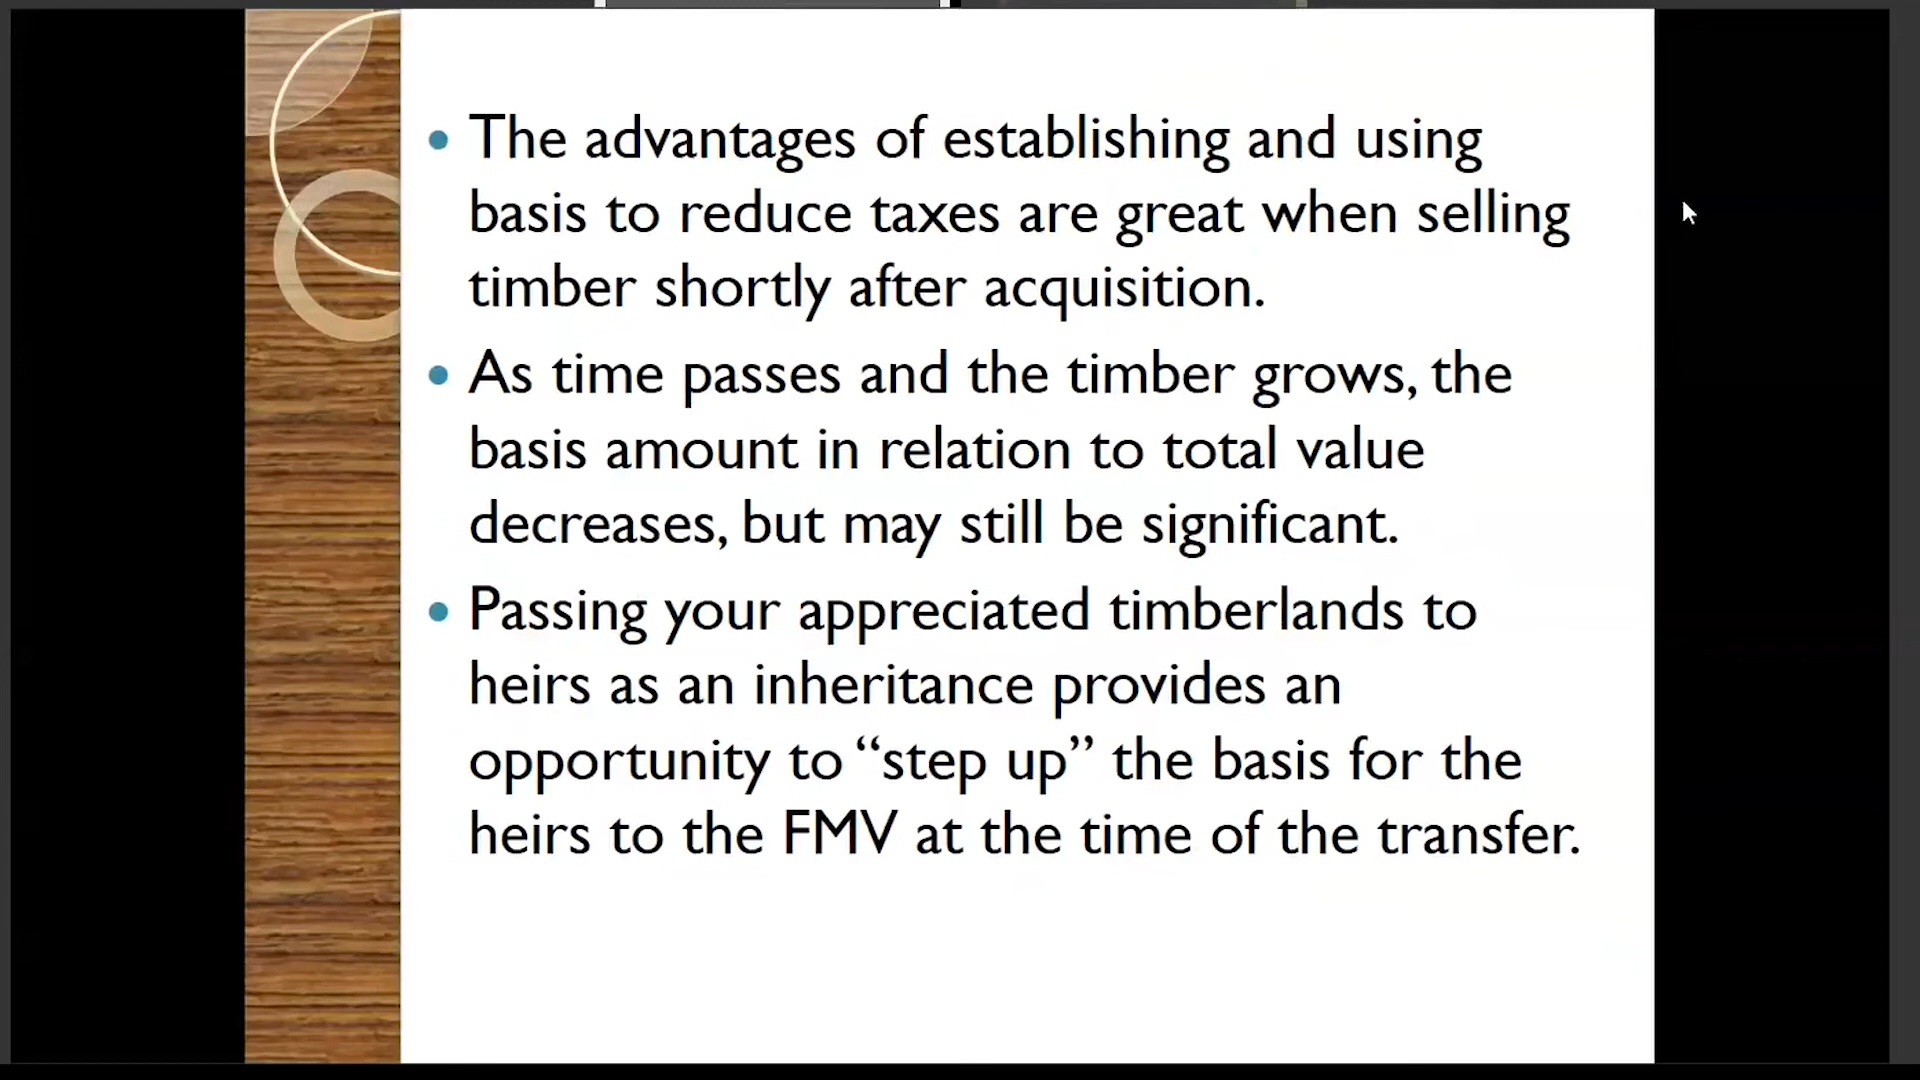 • The advantages of establishing and using
basis to reduce taxes are great when selling
timber shortly after acquisition.
• As time passes and the timber grows, the
basis amount in relation to total value
decreases, but may still be significant.
• Passing your appreciated timberlands to
heirs as an inheritance provides an
opportunity to “step up” the basis for the
heirs to the FMV at the time of the transfer.